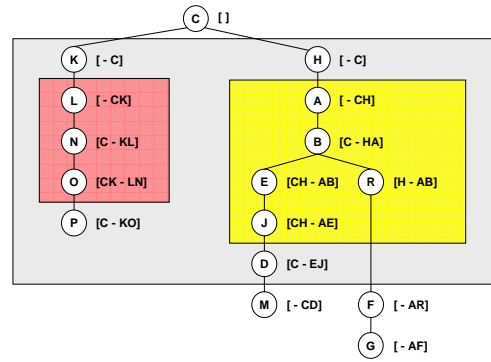 C [ ]
K [ - C] H [ - C]
L [ - CK] A [ - CH]
N [C - KL] B [C - HA]
O [CK - LN] E [CH - AB] R [H - AB]
P [C - KO] J [CH - AE]
D [C - EJ]
M [ - CD] F [ - AR]
G [ - AF]